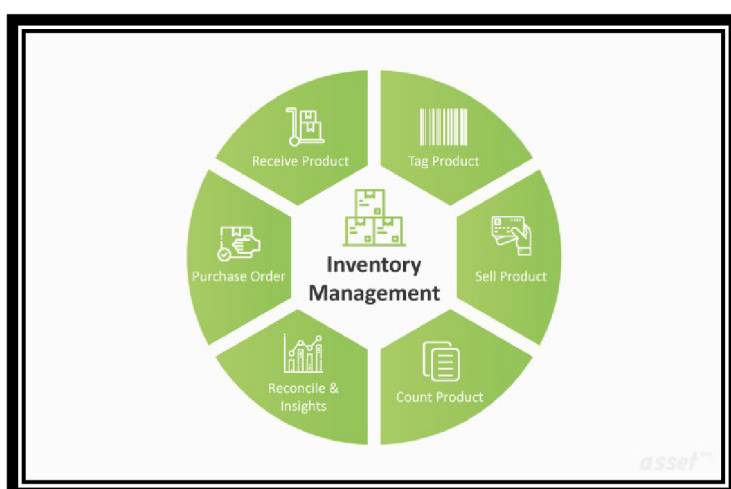 Receive Product
Tag Product
Purchase Order
Inventory
Management
Sell Product
Reconcile &
Insights
Count Product
asset